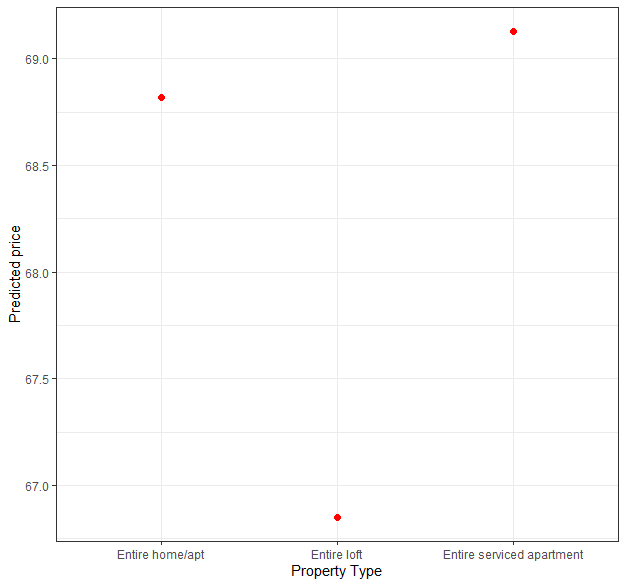 69.0
68.5
68.0
67.5
67.0
Predicted price
Entire home/apt Entire loft Entire serviced apartment
Property Type